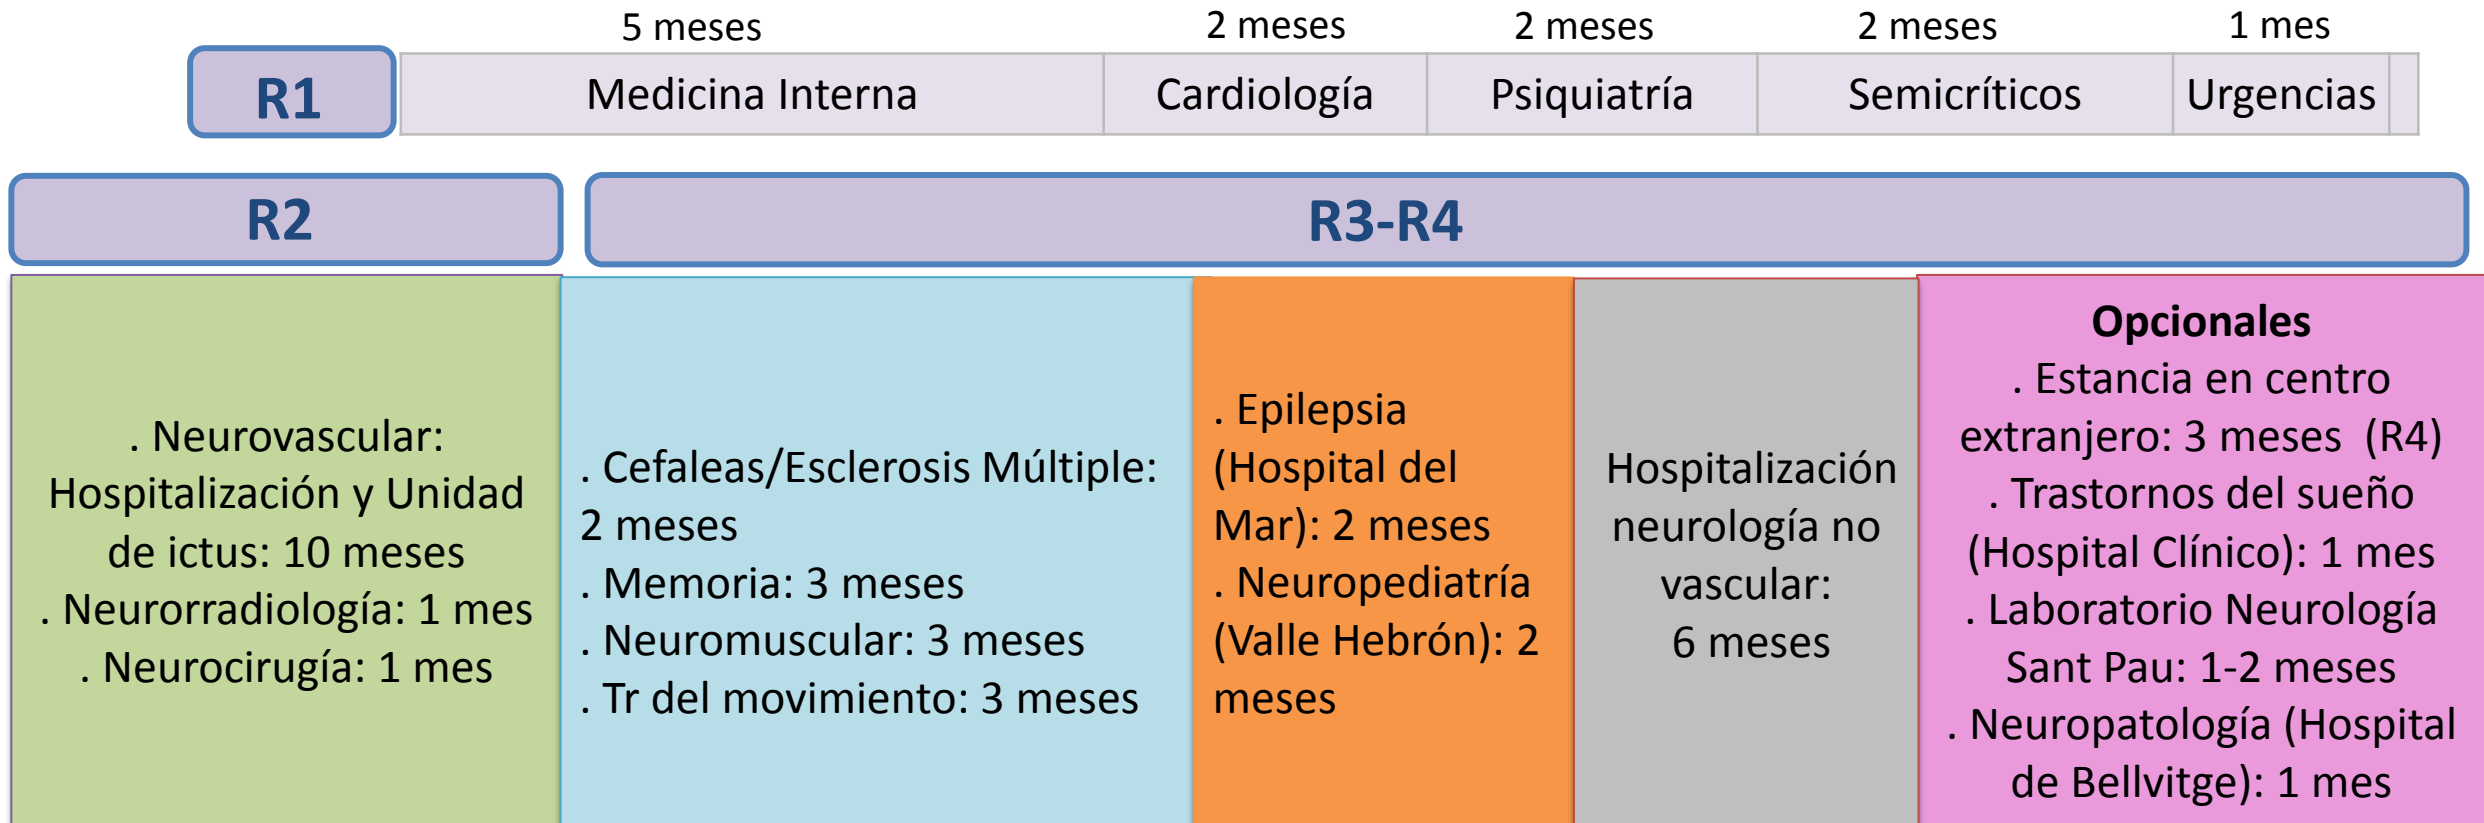 5 meses
2 meses
2 meses
2 meses
1 mes
R1
Medicina Interna
Cardiología
Psiquiatría
Semicríticos
Urgencias
R2
R3-R4
. Neurovascular:
Hospitalización y Unidad
de ictus: 10 meses
. Neurorradiología: 1 mes
. Neurocirugía: 1 mes
. Cefaleas/Esclerosis Múltiple:
2 meses
. Memoria: 3 meses
. Neuromuscular: 3 meses
. Tr del movimiento: 3 meses
. Epilepsia
(Hospital del
Mar): 2 meses
. Neuropediatría
(Valle Hebrón): 2
meses
Hospitalización
neurología no
vascular:
6 meses
Opcionales
. Estancia en centro
extranjero: 3 meses (R4)
. Trastornos del sueño
(Hospital Clínico): 1 mes
. Laboratorio Neurología
Sant Pau: 1-2 meses
. Neuropatología (Hospital
de Bellvitge): 1 mes